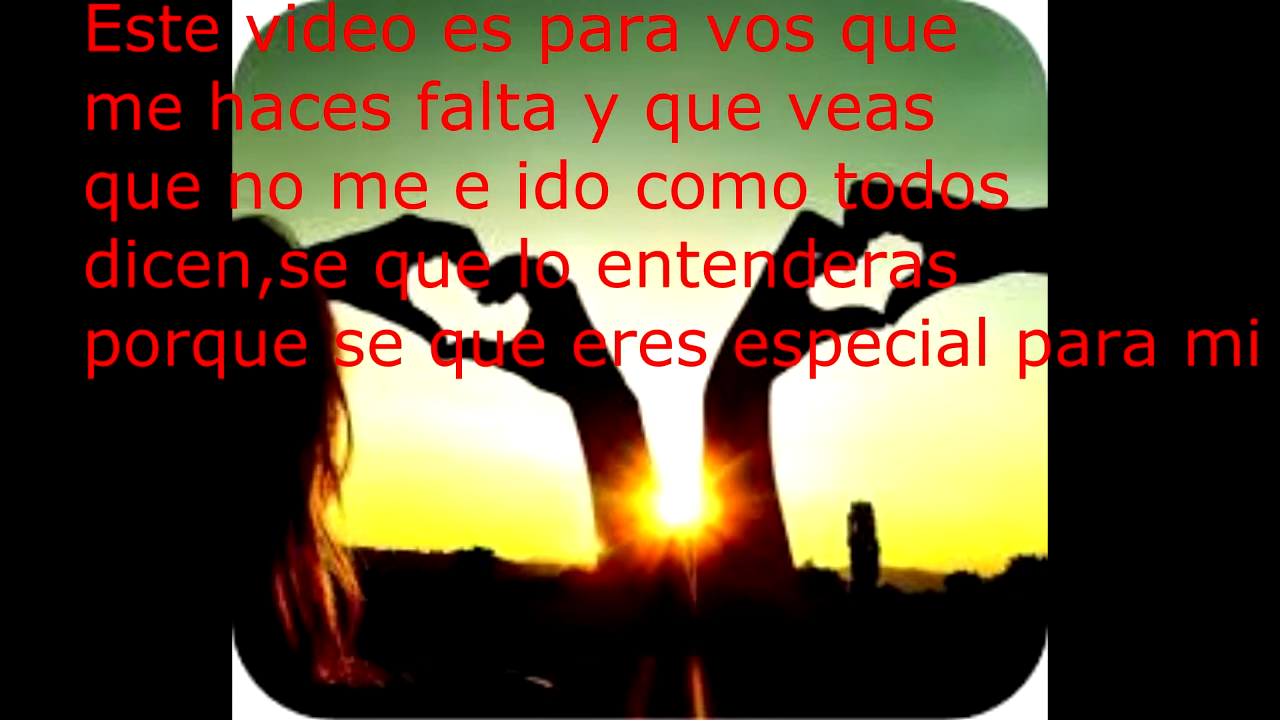 Este video es para vos que
me haces falta y que veas
que no me e ido como todos
dicen,se que lo entenderas
porque se que eres especial para mi